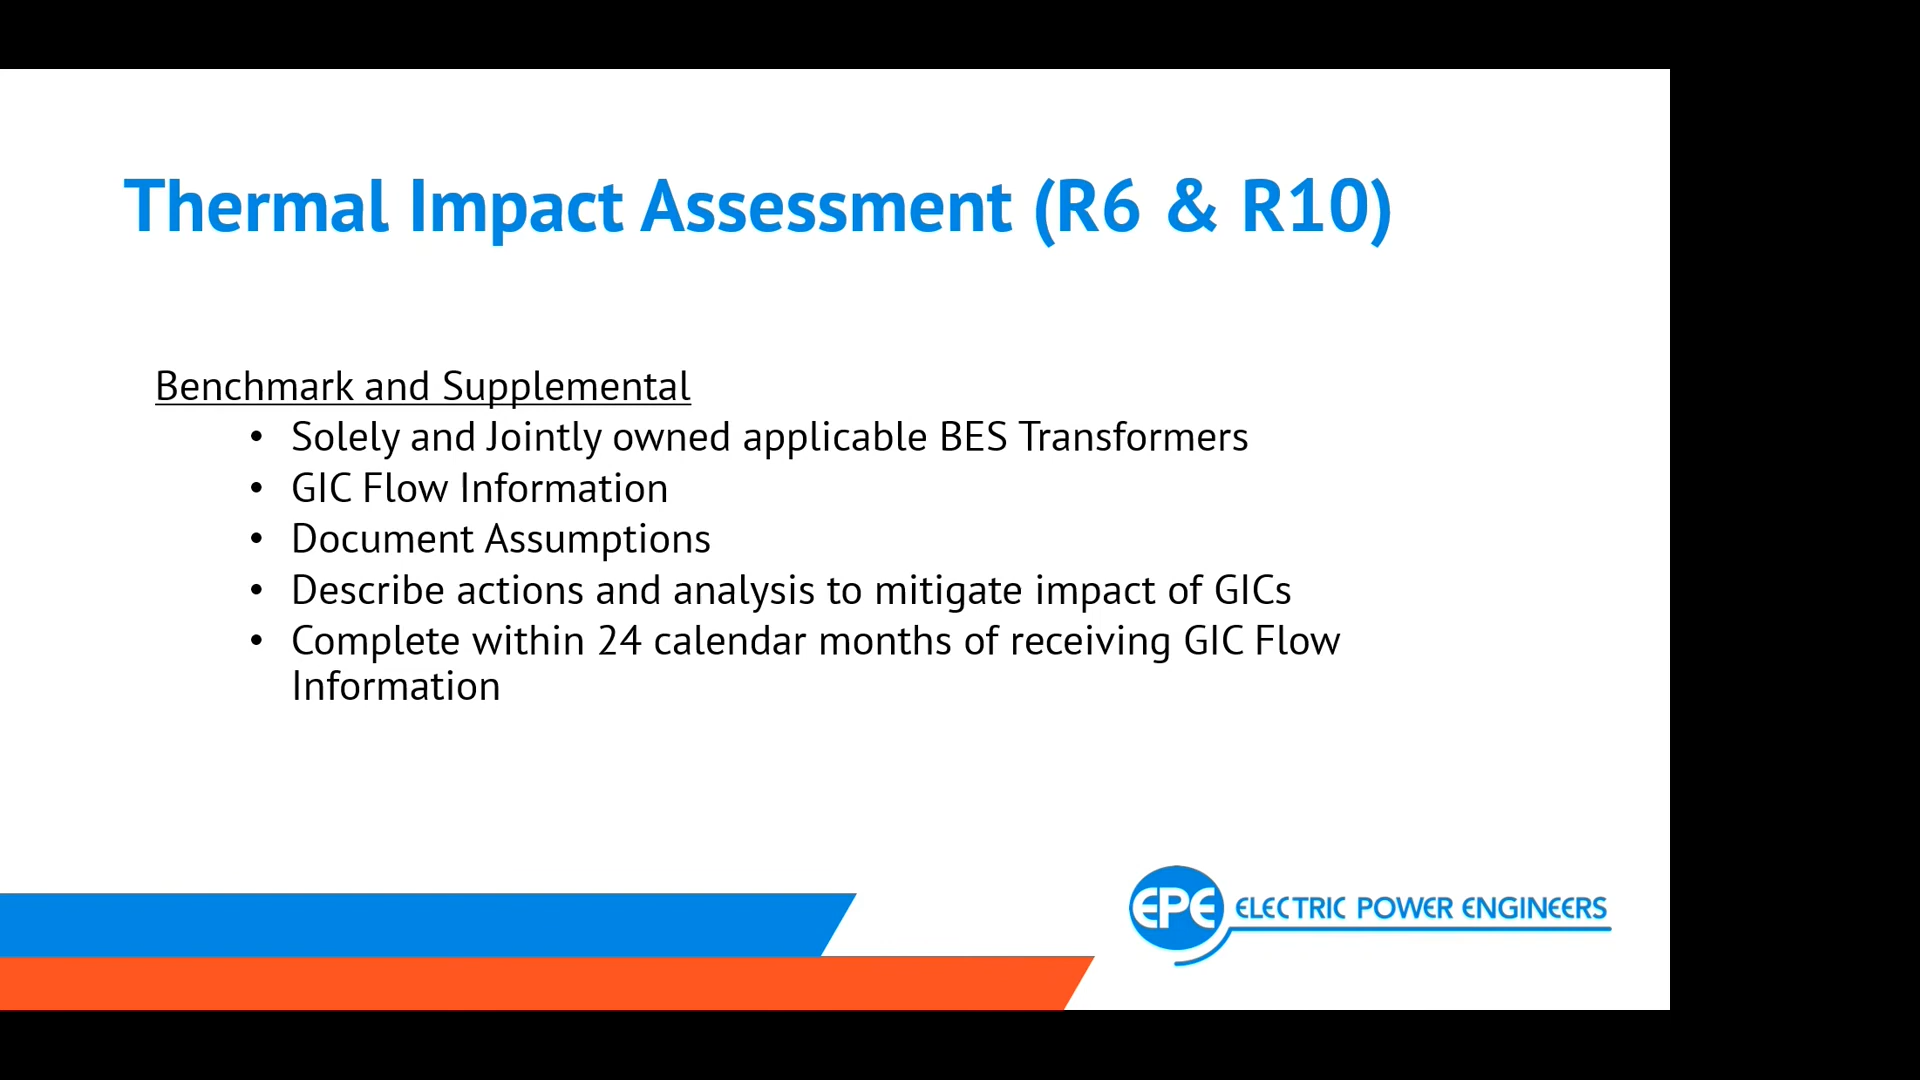 Thermal Impact Assessment (R6 & R10)
Benchmark and Supplemental
• Solely and Jointly owned applicable BES Transformers
• GIC Flow Information
• Document Assumptions
• Describe actions and analysis to mitigate impact of GICs
• Complete within 24 calendar months of receiving GIC Flow
Information
EPE ELECTRIC POWER ENGINEERS